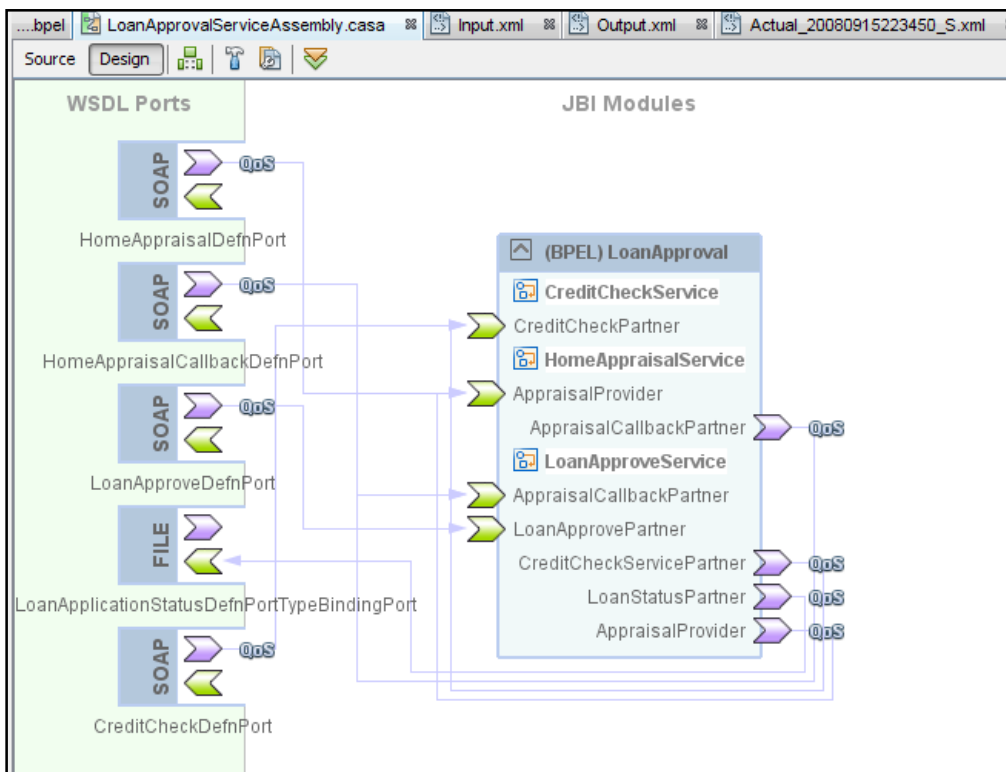 ....bpel LoanApprovalServiceAssembly.casa Input.xml Output.xml Actual_20080915223450_S.xml
Source Design
WSDL Ports JBI Modules
SOAP QoS
HomeAppraisalDefnPort
SOAP QoS
HomeAppraisalCallbackDefnPort
SOAP QoS
LoanApproveDefnPort
FILE
LoanApplicationStatusDefnPortTypeBindingPort
SOAP QoS
CreditCheckDefnPort
(BPEL) LoanApproval
CreditCheckService
CreditCheckPartner
HomeAppraisalService
AppraisalProvider
AppraisalCallbackPartner QoS
LoanApproveService
AppraisalCallbackPartner
LoanApprovePartner
CreditCheckServicePartner QoS
LoanStatusPartner QoS
AppraisalProvider QoS